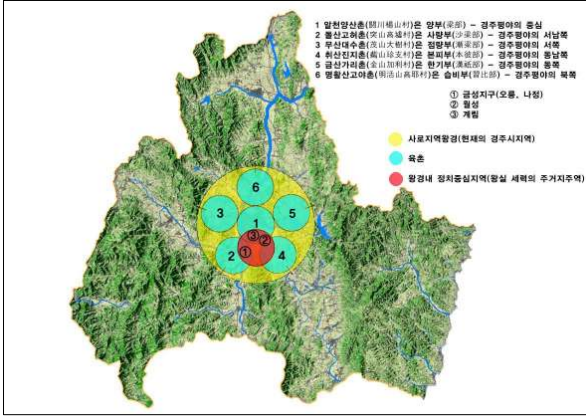 1 알천양산촌(閼川楊山村)은 양부(梁部) - 경주평야의 중심
2 돌산고허촌(突山高墟村)은 사량부(沙梁部) - 경주평야의 서남쪽
3 무산대수촌(茂山大樹村)은 점량부(漸梁部) - 경주평야의 서쪽
4 취산진지촌(觜山珍支村)은 본피부(本彼部) - 경주평야의 동남쪽
5 금산가리촌(金山加利村)은 한기부(漢祇部) - 경주평야의 동쪽
6 명활산고야촌(明活山高耶村)은 습비부(習比部) - 경주평야의 북쪽
① 금성지구(오릉, 나정)
② 월성
③ 계림
사로지역왕경(현재의 경주시지역)
육촌
왕경내 정치중심지역(왕실 세력의 주거지주역)
6
3
5
1
③
②
①
2
4